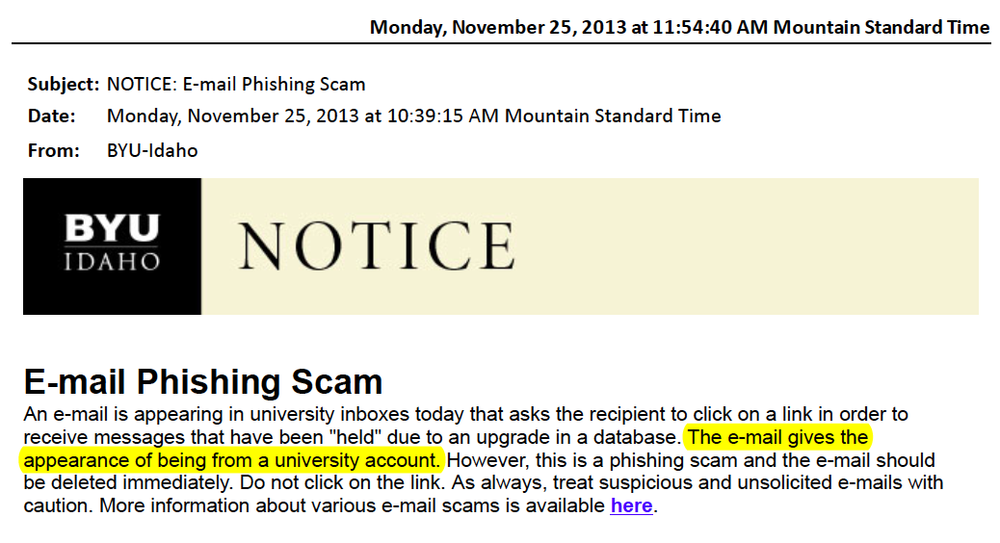 Monday, November 25, 2013 at 11:54:40 AM Mountain Standard Time
Subject: NOTICE: E-mail Phishing Scam
Date: Monday, November 25, 2013 at 10:39:15 AM Mountain Standard Time
From: BYU-Idaho
BYU
IDAHO
NOTICE
E-mail Phishing Scam
An e-mail is appearing in university inboxes today that asks the recipient to click on a link in order to
receive messages that have been "held" due to an upgrade in a database. The e-mail gives the
appearance of being from a university account. However, this is a phishing scam and the e-mail should
be deleted immediately. Do not click on the link. As always, treat suspicious and unsolicited e-mails with
caution. More information about various e-mail scams is available here.